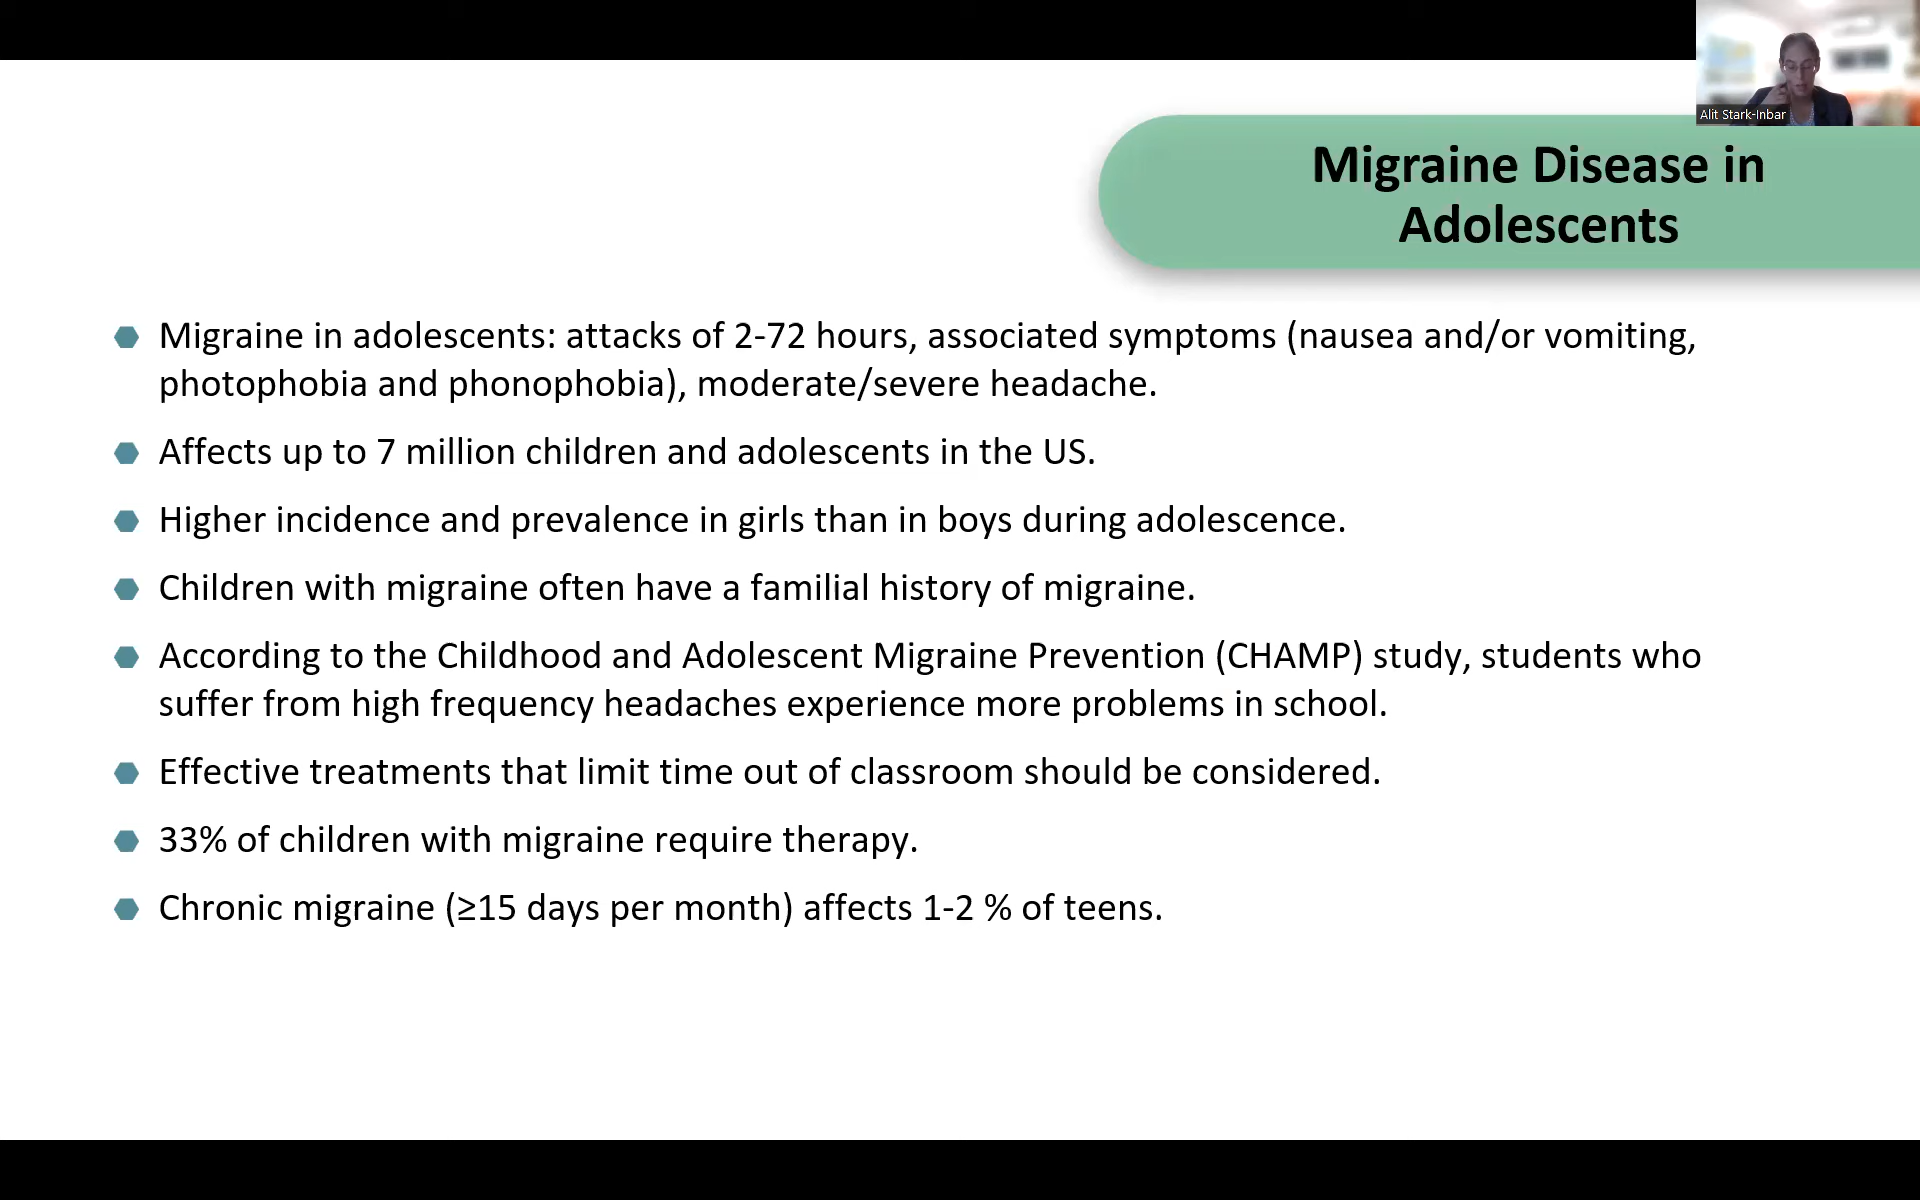 Alit Stark-Inbar
Migraine Disease in
Adolescents
Migraine in adolescents: attacks of 2-72 hours, associated symptoms (nausea and/or vomiting,
photophobia and phonophobia), moderate/severe headache.
Affects up to 7 million children and adolescents in the US.
Higher incidence and prevalence in girls than in boys during adolescence.
Children with migraine often have a familial history of migraine.
According to the Childhood and Adolescent Migraine Prevention (CHAMP) study, students who
suffer from high frequency headaches experience more problems in school.
Effective treatments that limit time out of classroom should be considered.
33% of children with migraine require therapy.
Chronic migraine (≥15 days per month) affects 1-2 % of teens.